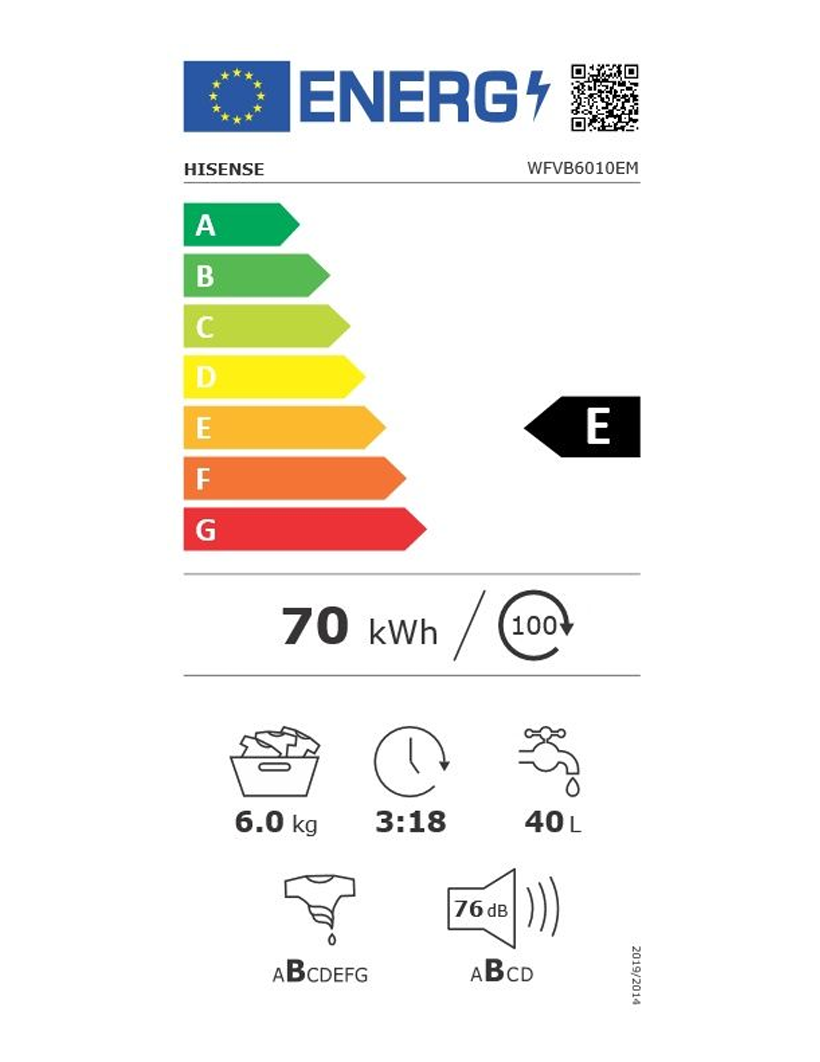 ENERG
HISENSE WFVB6010EM
A
B
C
D
E
E
F
G
70 kWh / 100
6.0 kg 3:18 40 L
76 dB
ABCDEFG ABCD
2019/2014